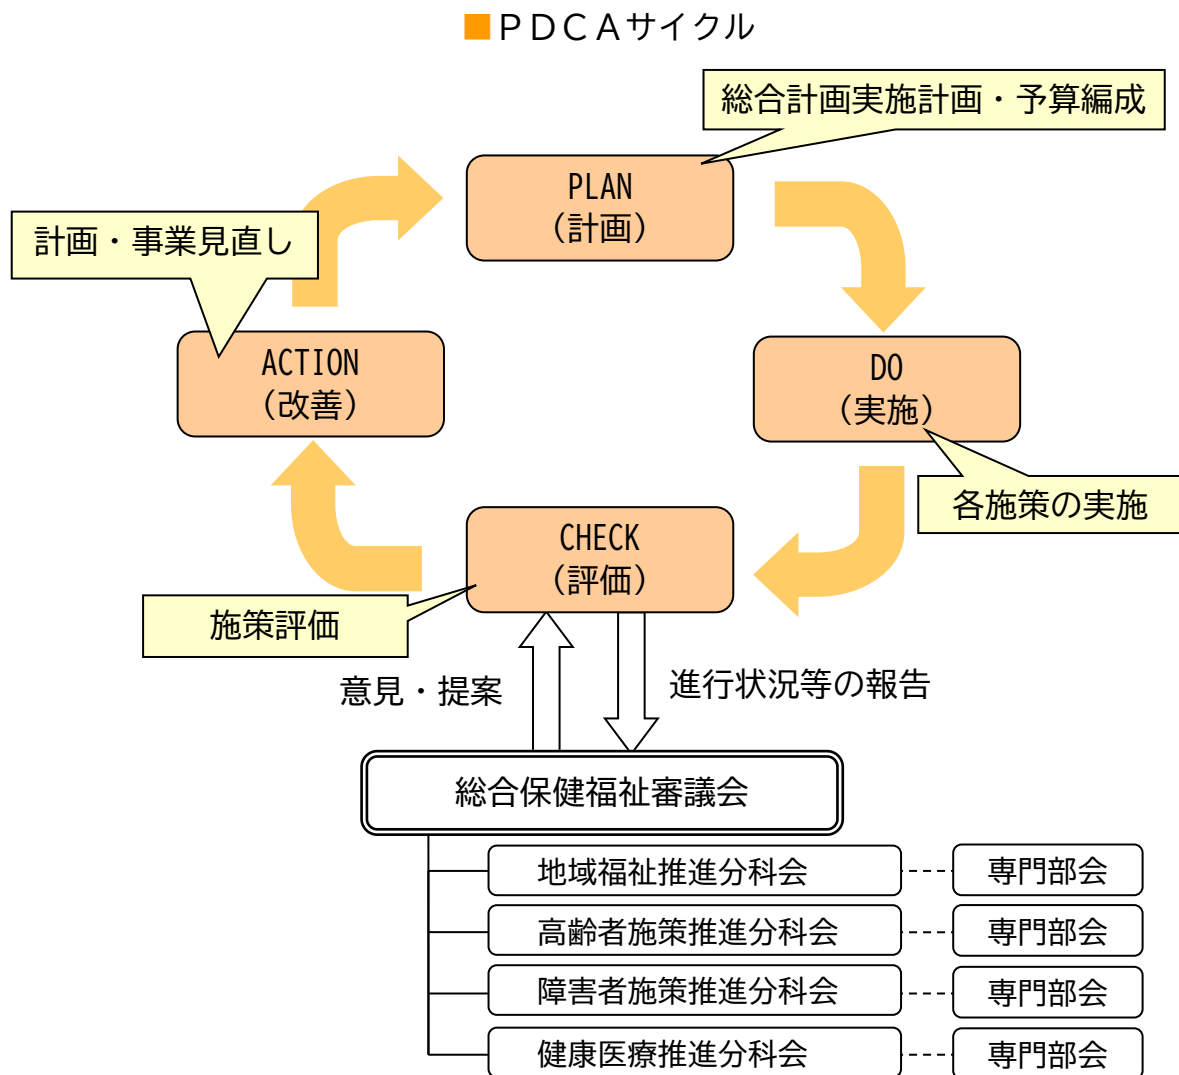 ■ＰＤＣＡサイクル
総合計画実施計画・予算編成
PLAN
（計画）
計画・事業見直し
ACTION
（改善）
DO
（実施）
各施策の実施
CHECK
（評価）
施策評価
意見・提案
進行状況等の報告
総合保健福祉審議会
地域福祉推進分科会
専門部会
高齢者施策推進分科会
専門部会
障害者施策推進分科会
専門部会
健康医療推進分科会
専門部会